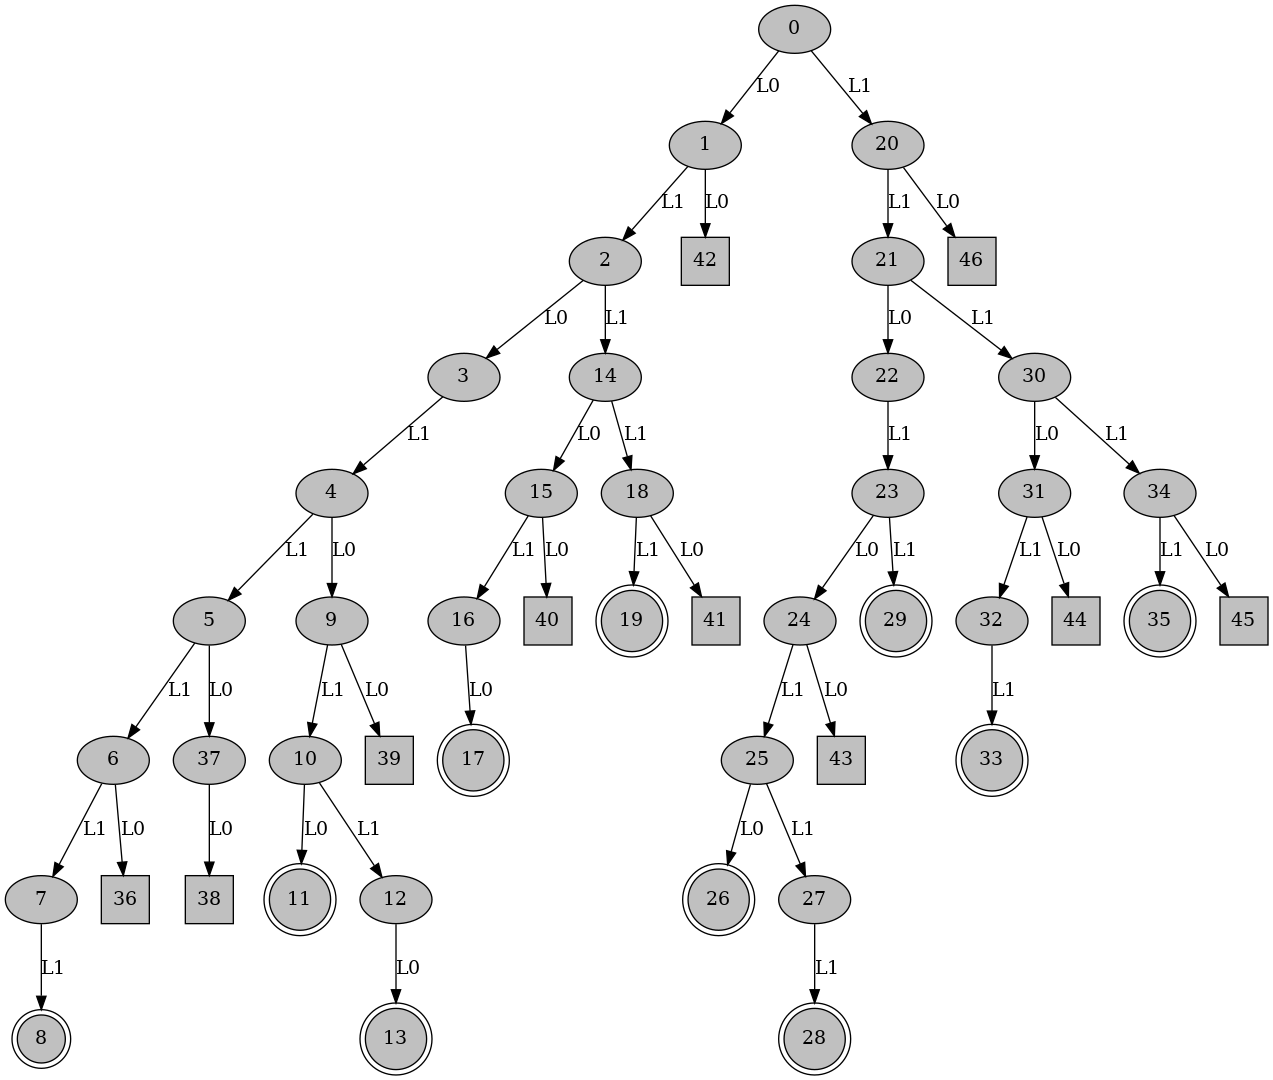 0
L0 L1
1 20
L1 L0 L1 L0
2 42 21 46
L0 L1 L0 L1
3 14 22 30
L1 L0 L1 L1 L0 L1
4 15 18 23 31 34
L1 L0 L1 L0 L1 L0 L0 L1 L1 L0 L1 L0
5 9 16 40 19 41 24 29 32 44 35 45
L1 L0 L1 L0 L0 L1 L0 L1
6 37 10 39 17 25 43 33
L1 L0 L0 L0 L1 L0 L1
7 36 38 11 12 26 27
L1 L0 L1
8 13 28